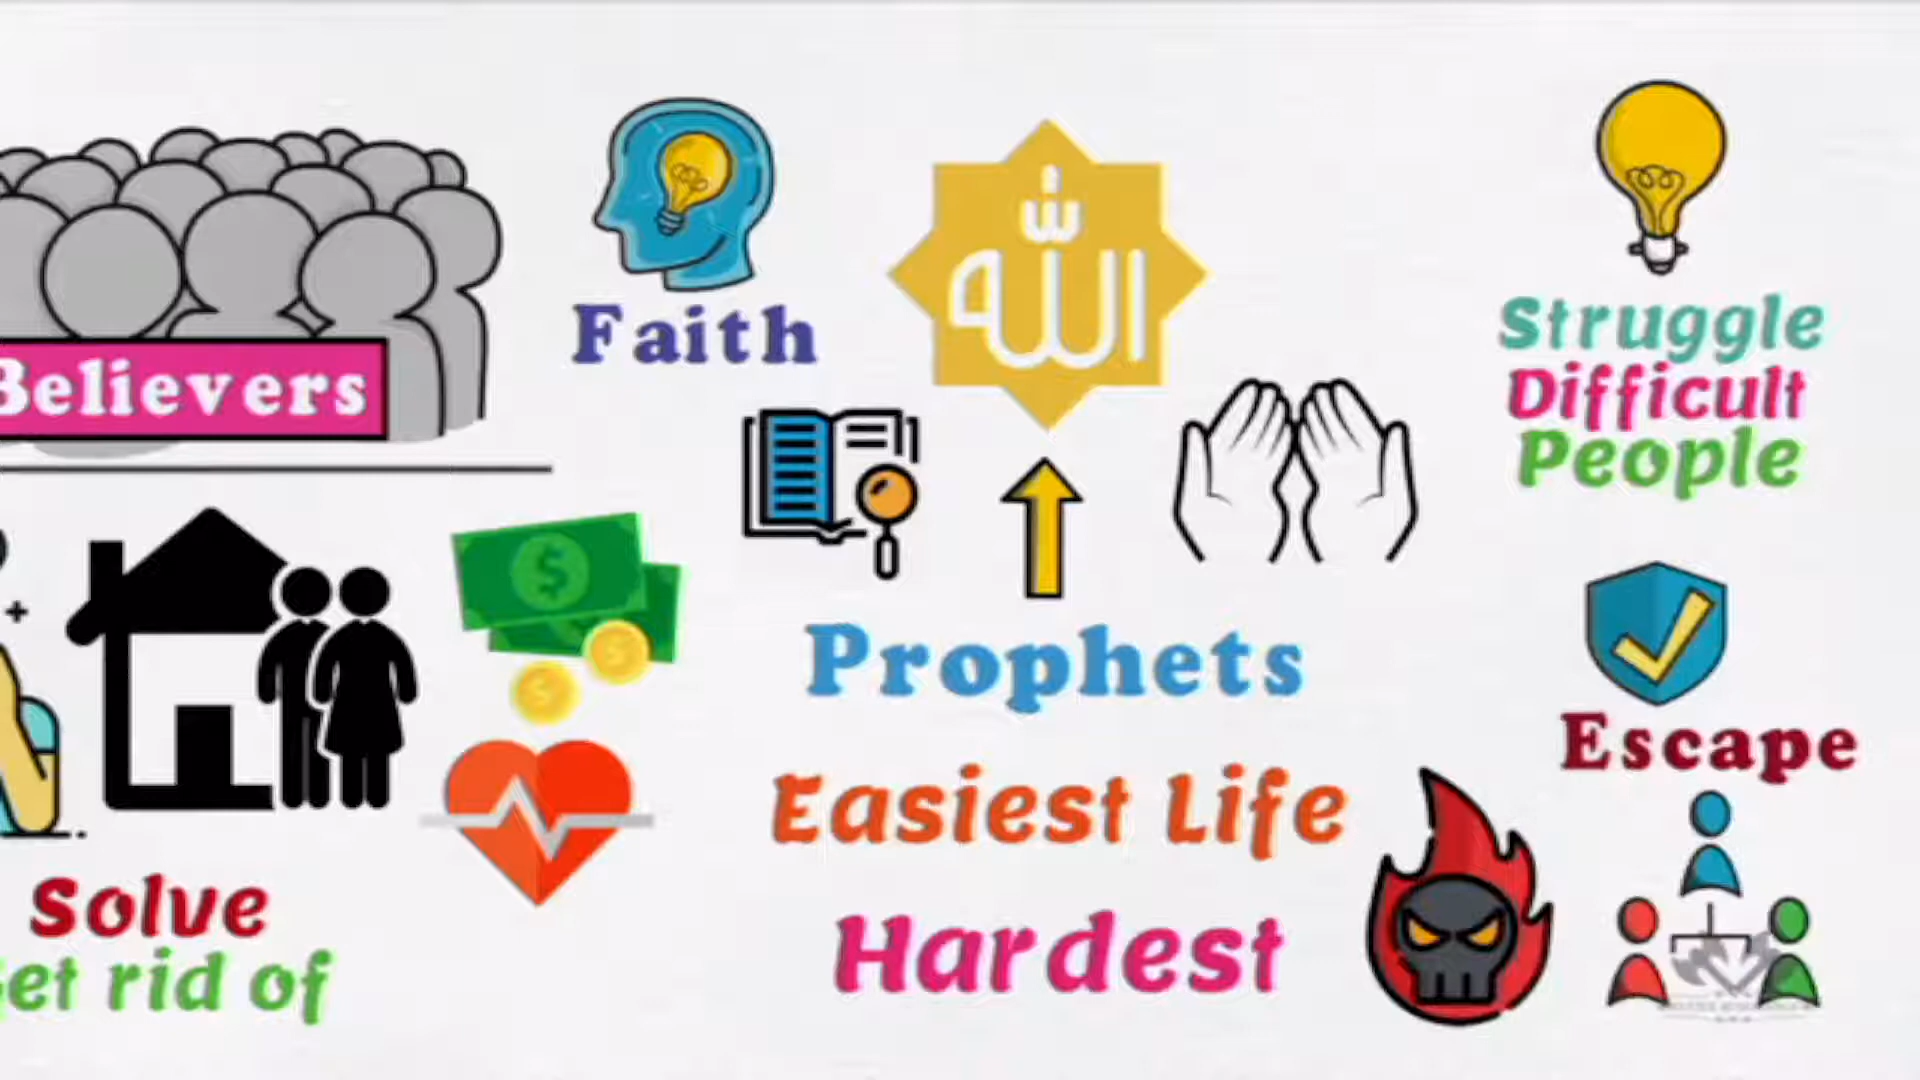 Believers
Faith
الله
Struggle
Difficult
People
$
$
$
Prophets
Escape
Easiest Life
Solve
Hardest
et rid of